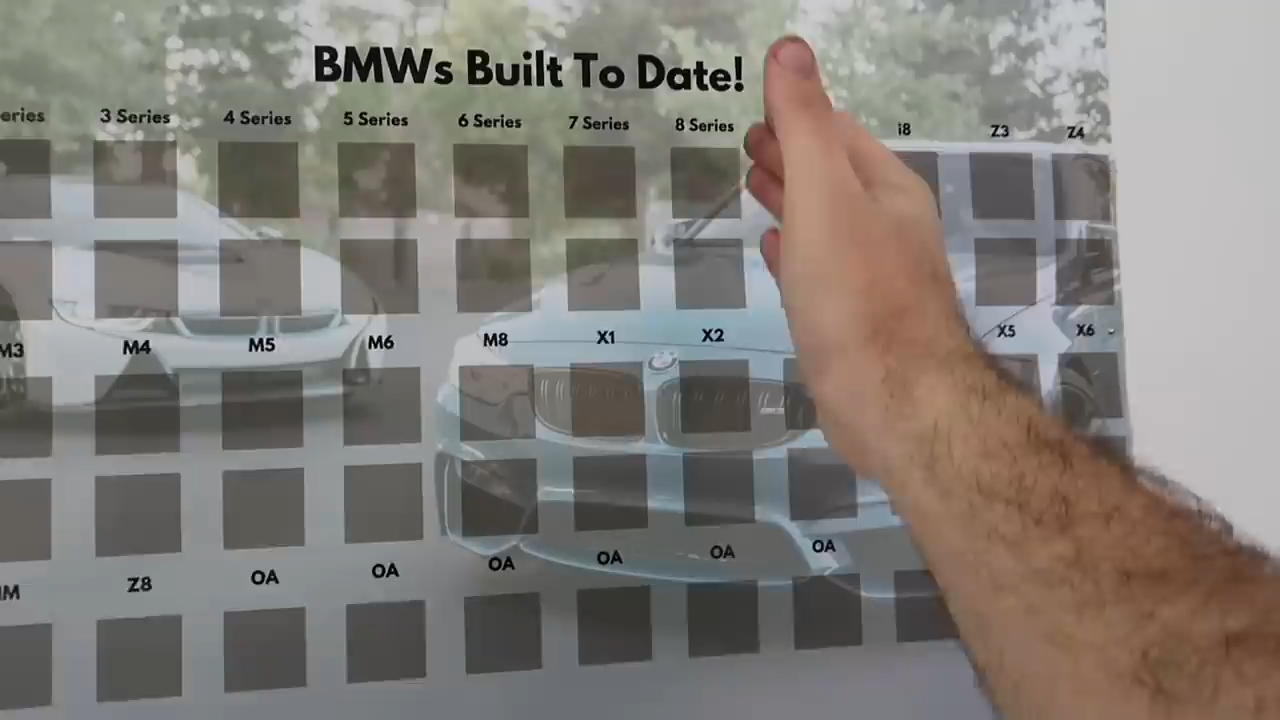 BMWs Built To Date!
eries 3 Series 4 Series 5 Series 6 Series 7 Series 8 Series i8 Z3 Z4
M3 M4 M5 M6 M8 X1 X2 X5 X6
Z8 OA OA OA OA OA OA